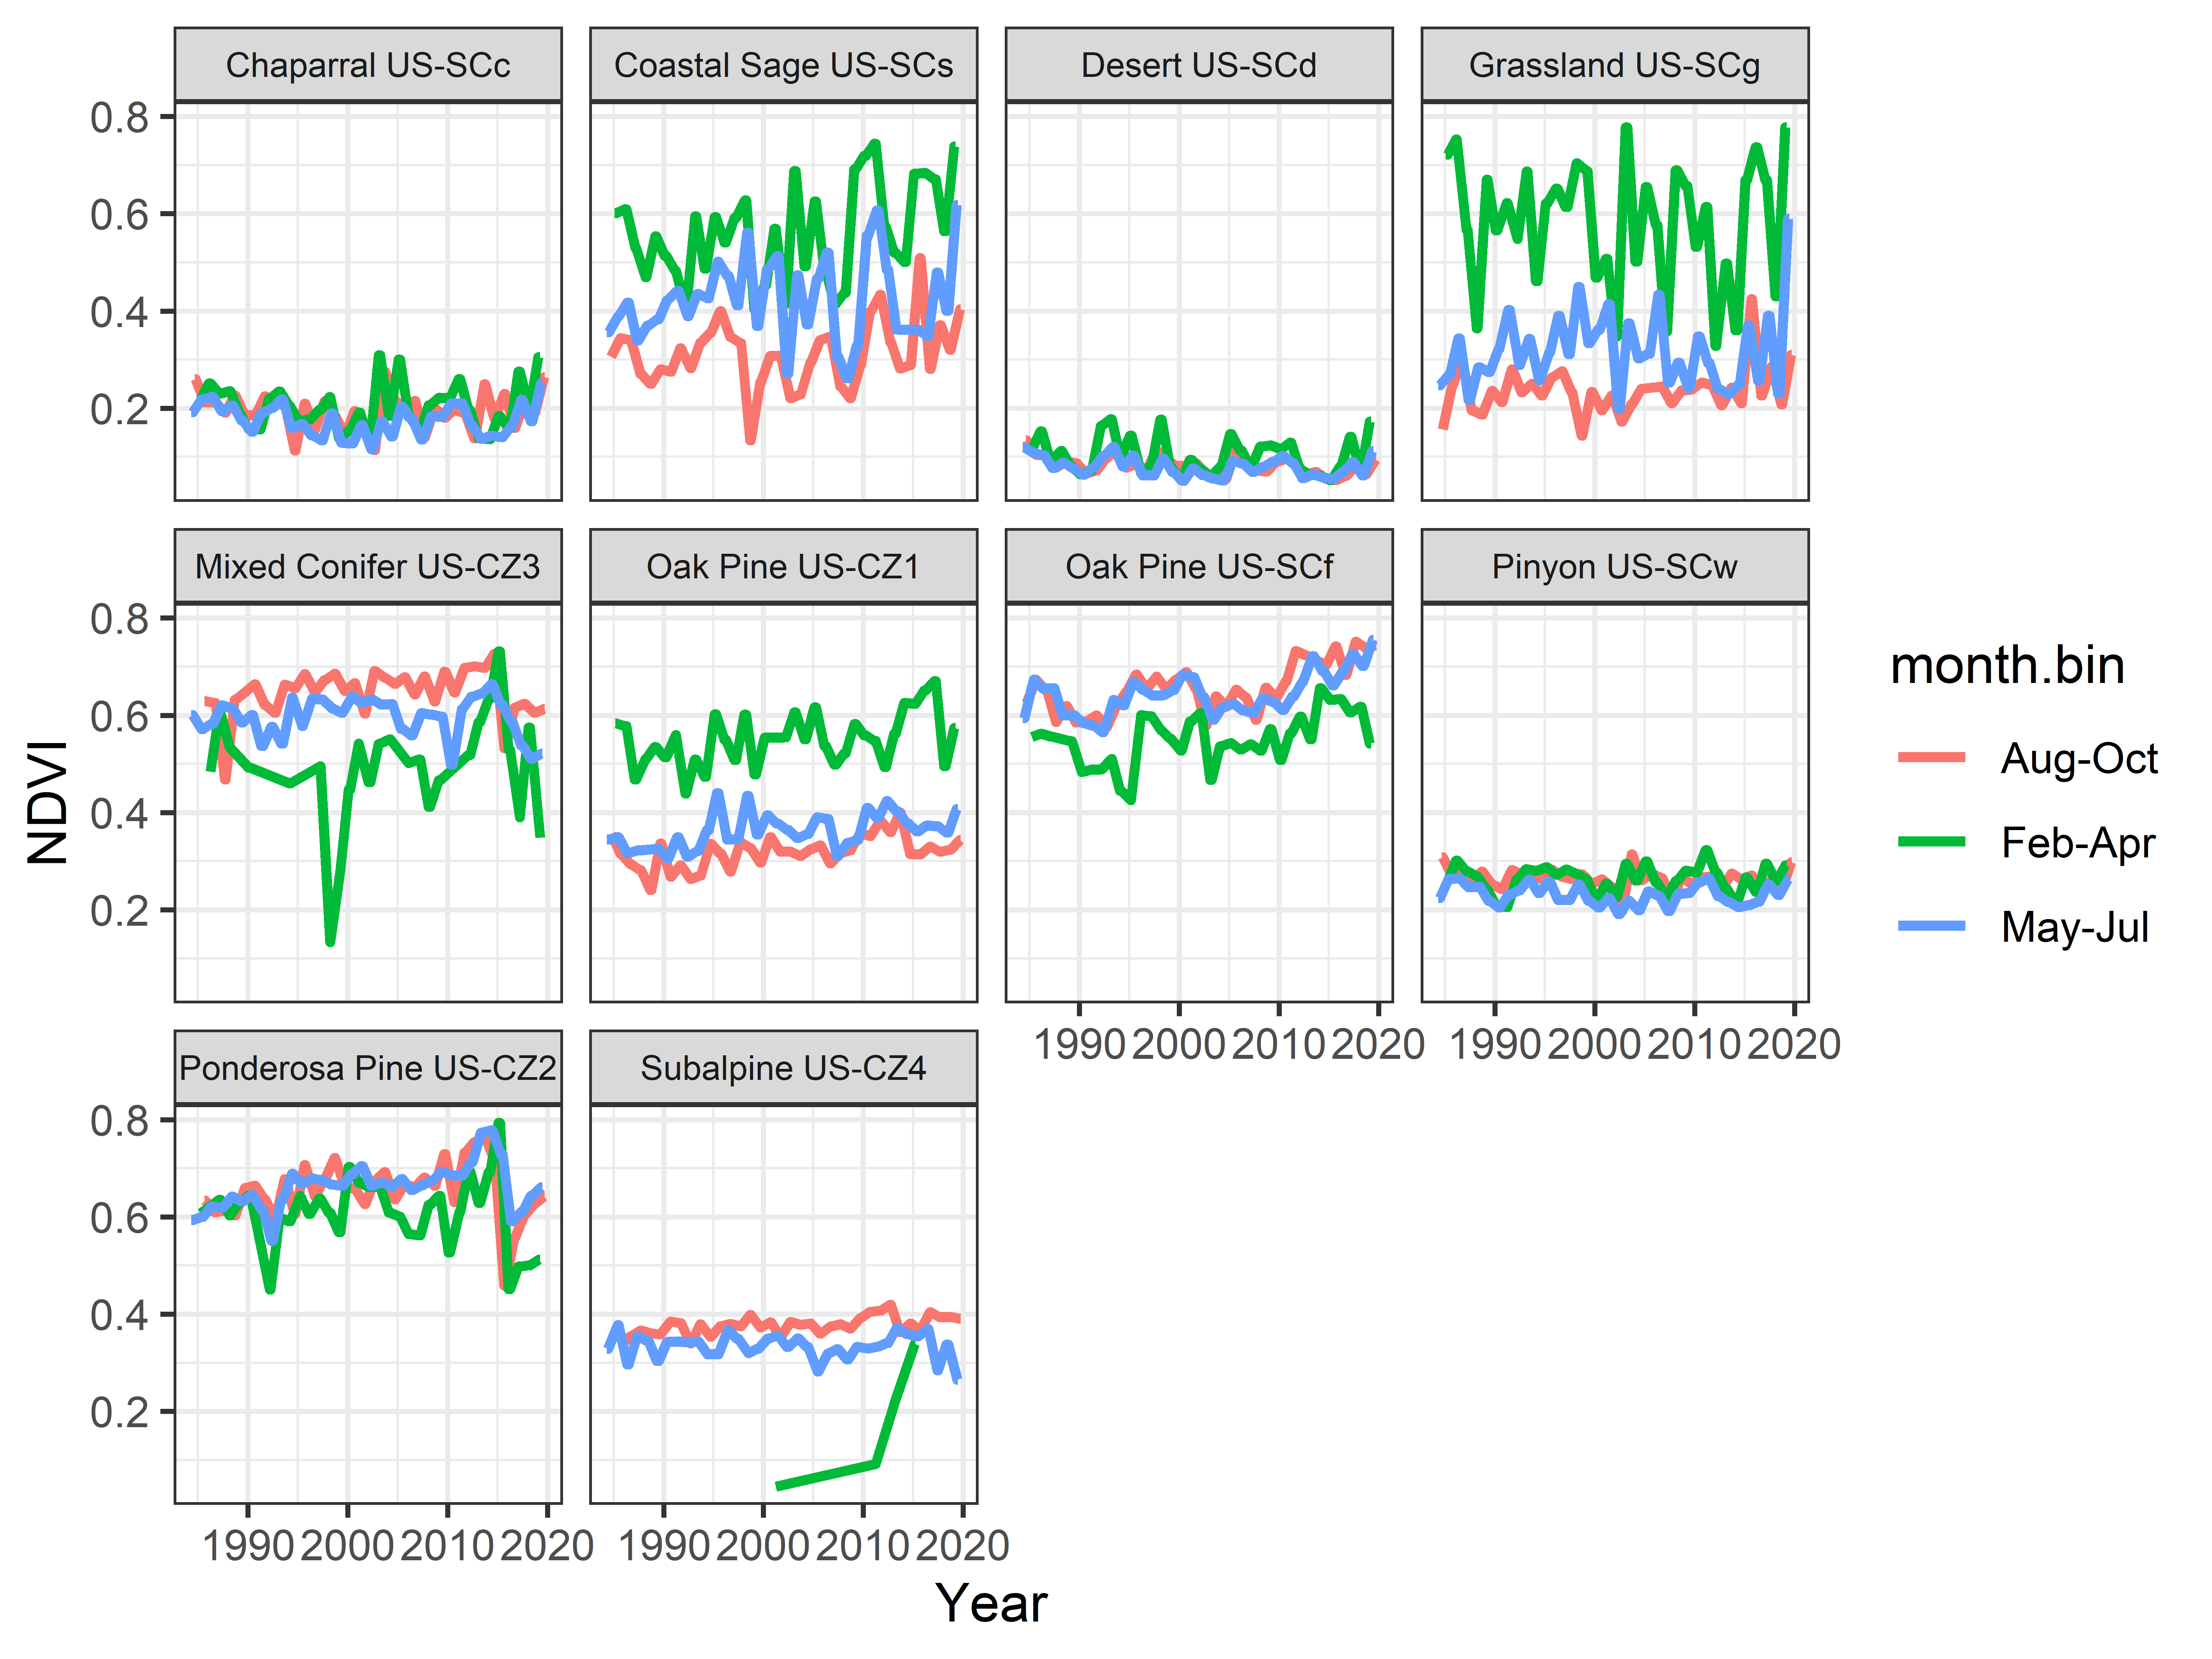 Chaparral US-SCc
Coastal Sage US-SCs
Desert US-SCd
Grassland US-SCg
0.8
0.6
0.4
0.2
Mixed Conifer US-CZ3
Oak Pine US-CZ1
Oak Pine US-SCf
Pinyon US-SCw
0.8
0.6
0.4
0.2
1990 2000 2010 2020
1990 2000 2010 2020
Ponderosa Pine US-CZ2
Subalpine US-CZ4
0.8
0.6
0.4
0.2
1990 2000 2010 2020
1990 2000 2010 2020
NDVI
Year
month.bin
Aug-Oct
Feb-Apr
May-Jul